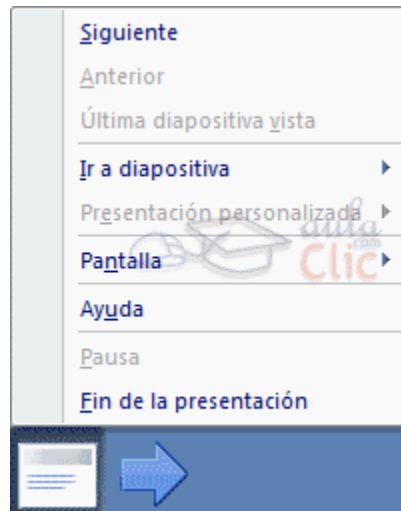 Siguiente
Anterior
Última diapositiva vista
Ir a diapositiva
Presentación personalizada
Pantalla
Ayuda
Pausa
Fin de la presentación
aula
Clic
.com